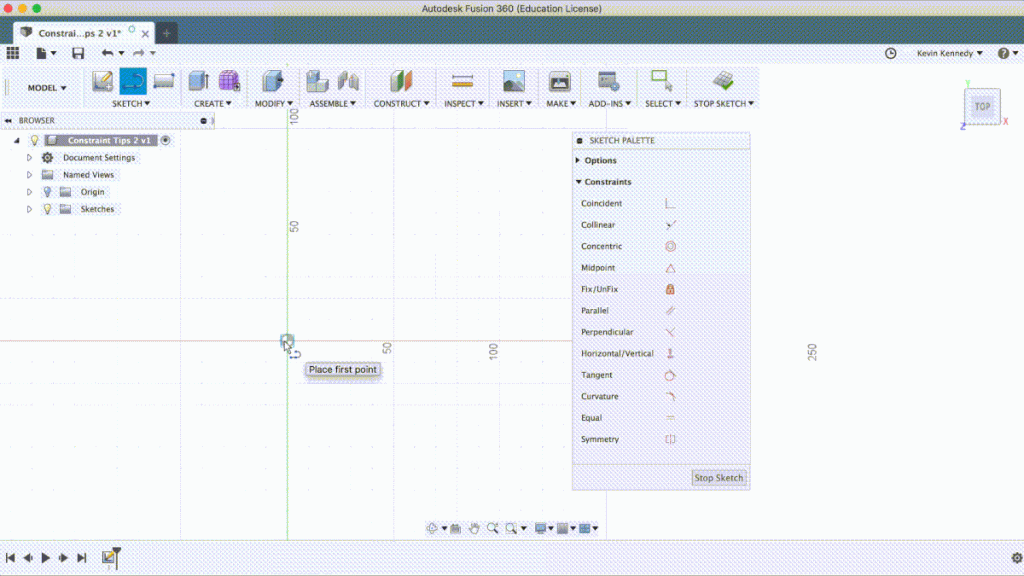 Autodesk Fusion 360 (Education License)
Constrai...ps 2 v1*
Kevin Kennedy
MODEL
SKETCH
CREATE
MODIFY
ASSEMBLE
CONSTRUCT
INSPECT
INSERT
MAKE
ADD-INS
SELECT
STOP SKETCH
BROWSER
TOP
Y
X
Z
Constraint Tips 2 v1
Document Settings
Named Views
Origin
Sketches
100
50
50
100
250
Place first point
SKETCH PALETTE
Options
Constraints
Coincident
Collinear
Concentric
Midpoint
Fix/UnFix
Parallel
Perpendicular
Horizontal/Vertical
Tangent
Curvature
Equal
Symmetry
Stop Sketch